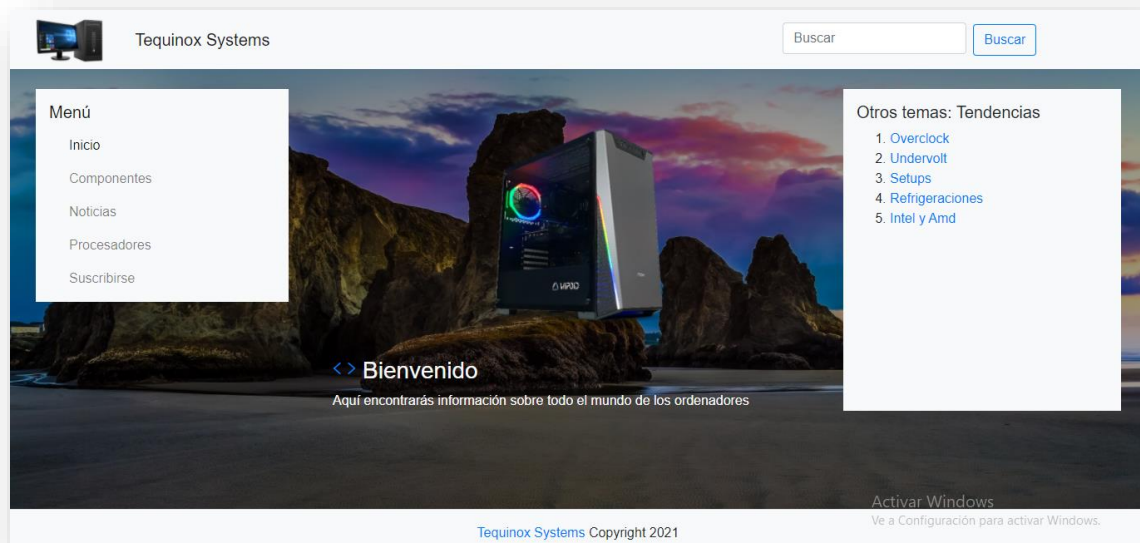 Tequinox Systems
Buscar
Buscar
Menú
Inicio
Componentes
Noticias
Procesadores
Suscribirse
Otros temas: Tendencias
1. Overclock
2. Undervolt
3. Setups
4. Refrigeraciones
5. Intel y Amd
< > Bienvenido
Aquí encontrarás información sobre todo el mundo de los ordenadores
Activar Windows
Ve a Configuración para activar Windows.
Tequinox Systems Copyright 2021